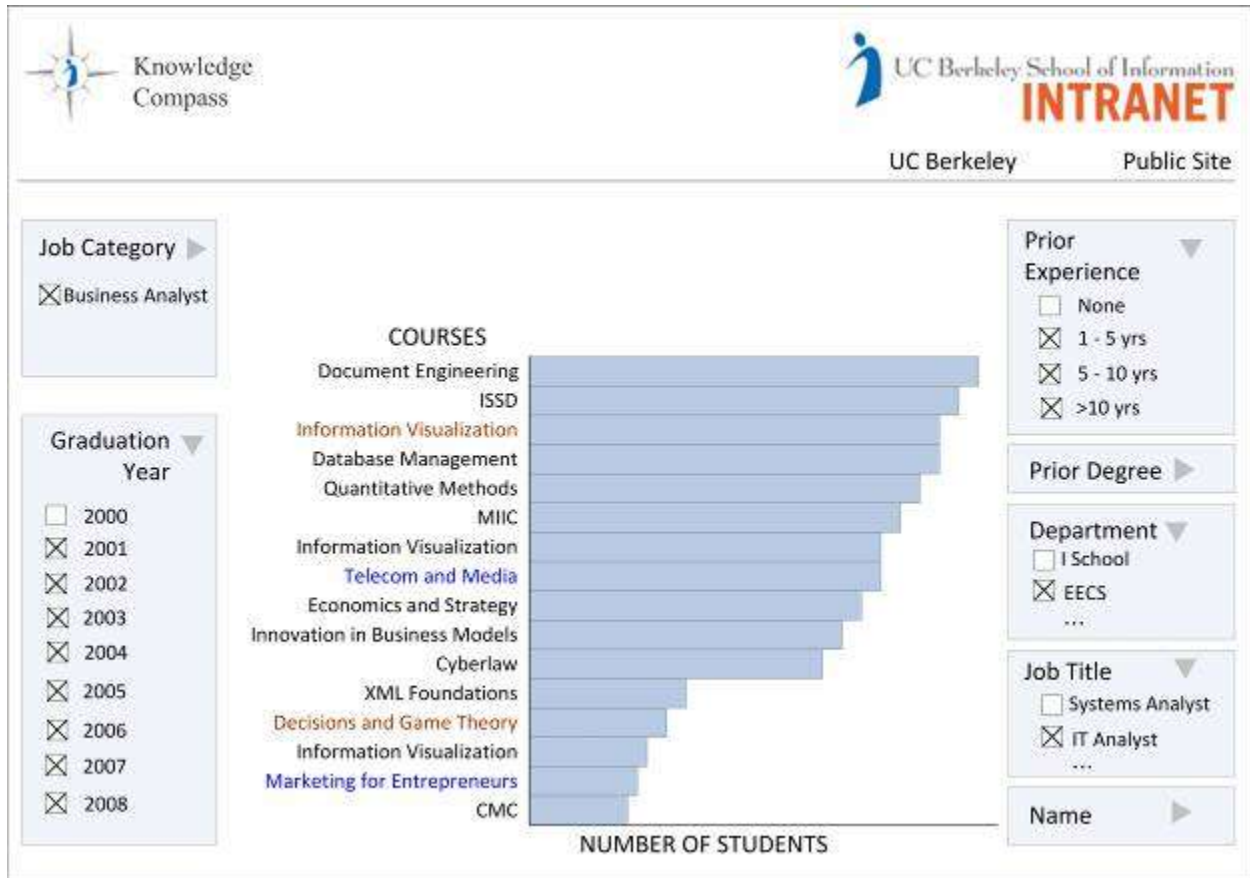 Knowledge
Compass
UC Berkeley School of Information
INTRANET
UC Berkeley Public Site
Job Category
Business Analyst
Graduation
Year
2000
2001
2002
2003
2004
2005
2006
2007
2008
COURSES
Document Engineering
ISSD
Information Visualization
Database Management
Quantitative Methods
MIIC
Information Visualization
Telecom and Media
Economics and Strategy
Innovation in Business Models
Cyberlaw
XML Foundations
Decisions and Game Theory
Information Visualization
Marketing for Entrepreneurs
CMC
NUMBER OF STUDENTS
Prior
Experience
None
1 - 5 yrs
5 - 10 yrs
>10 yrs
Prior Degree
Department
I School
EECS
...
Job Title
Systems Analyst
IT Analyst
...
Name